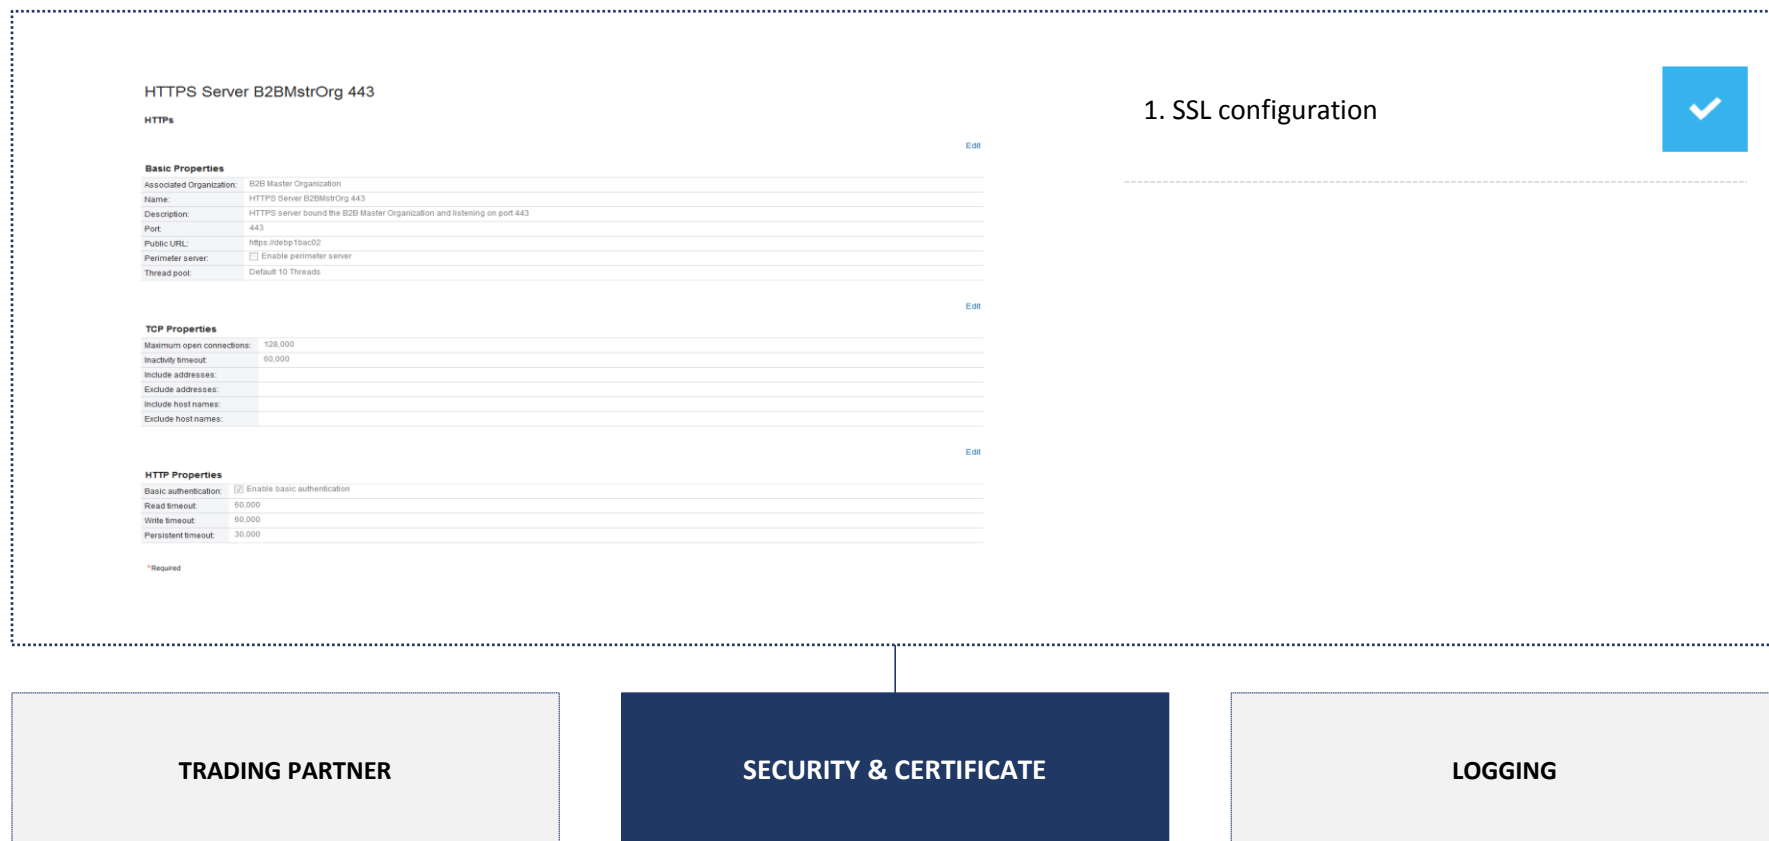 HTTPS Server B2BMstrOrg 443
HTTPs
Edit
Basic Properties
Associated Organization: B2B Master Organization
Name: HTTPS Server B2BMstrOrg 443
Description: HTTPS server bound the B2B Master Organization and listening on port 443
Port: 443
Public URL: https://debp1bac02
Perimeter server: Enable perimeter server
Thread pool: Default 10 Threads
Edit
TCP Properties
Maximum open connections: 128,000
Inactivity timeout: 60,000
Include addresses:
Exclude addresses:
Include host names:
Exclude host names:
Edit
HTTP Properties
Basic authentication: Enable basic authentication
Read timeout: 60,000
Write timeout: 60,000
Persistent timeout: 30,000
*Required
1. SSL configuration
TRADING PARTNER
SECURITY & CERTIFICATE
LOGGING